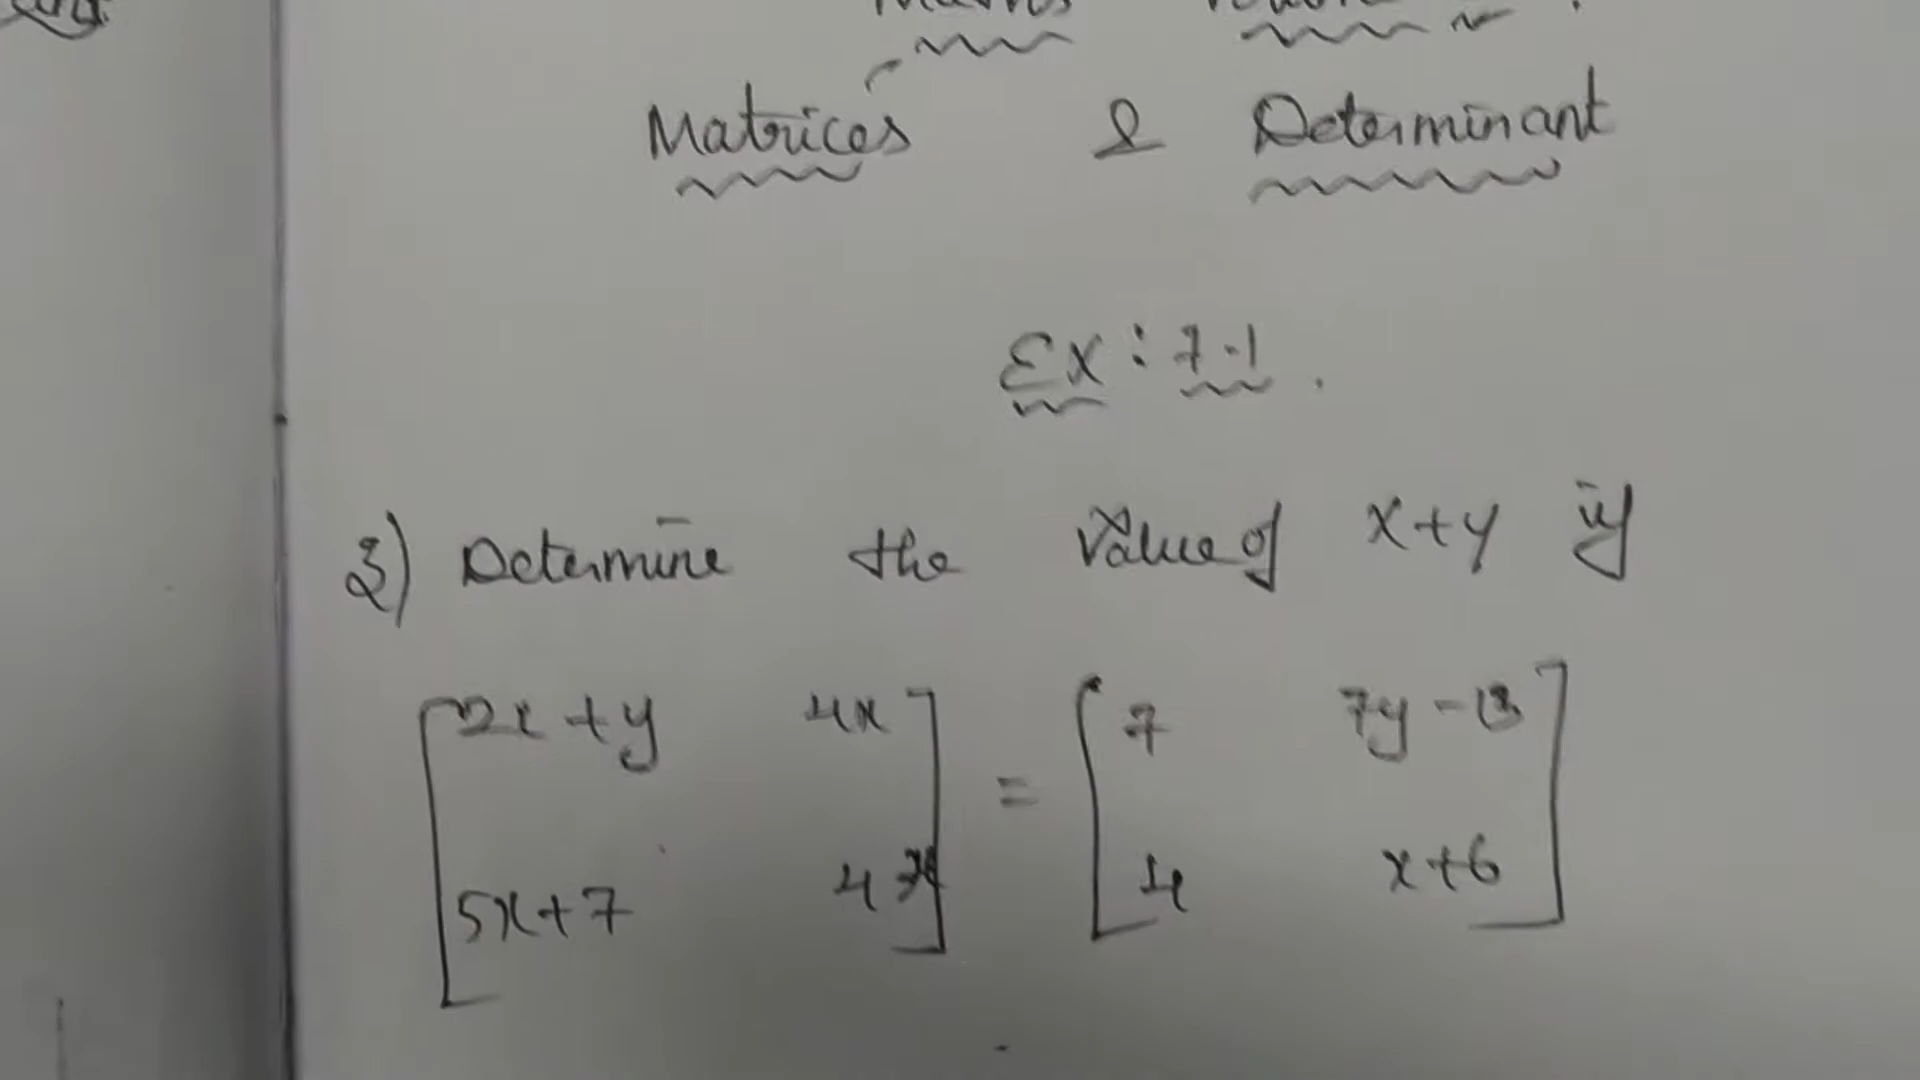 Matrices & Determinant
Ex: 7.1.
3) Determine the value of x+y if
[2x+y 4x] = [7 7y-13]
[5x+7 4x] [4 x+6]